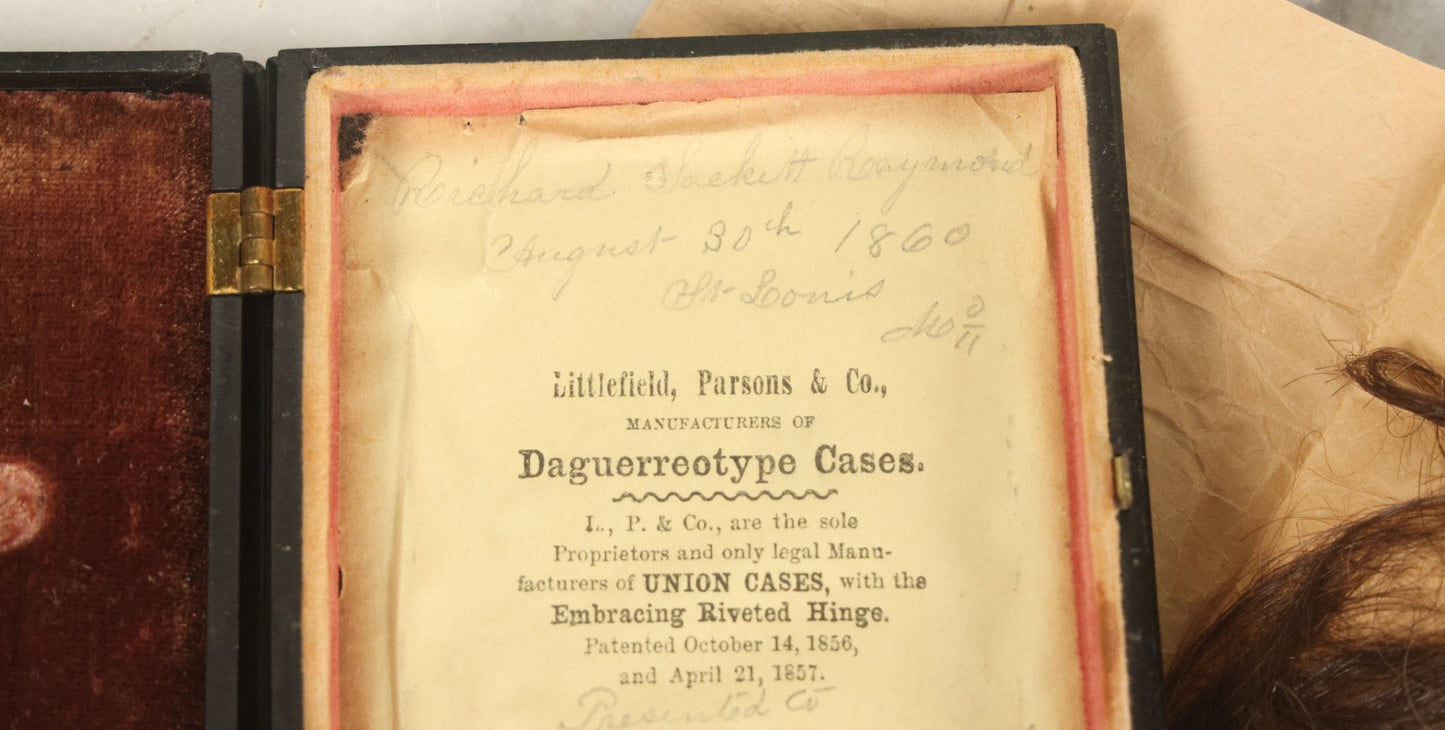 Richard Hackett Raymond
August 30th 1860
St Louis
Mo
Littlefield, Parsons & Co.,
MANUFACTURERS OF
Daguerreotype Cases.
L., P. & Co., are the sole
Proprietors and only legal Manu-
facturers of UNION CASES, with the
Embracing Riveted Hinge.
Patented October 14, 1856,
and April 21, 1857.
Presented to